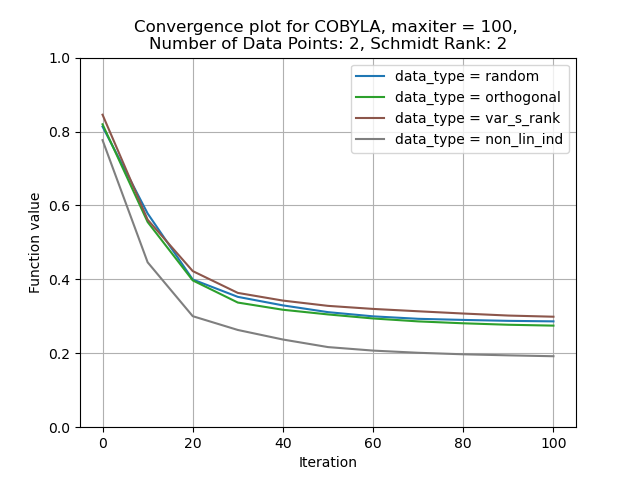 Convergence plot for COBYLA, maxiter = 100,
Number of Data Points: 2, Schmidt Rank: 2
data_type = random
data_type = orthogonal
data_type = var_s_rank
data_type = non_lin_ind
Function value
1.0
0.8
0.6
0.4
0.2
0.0
0 20 40 60 80 100
Iteration